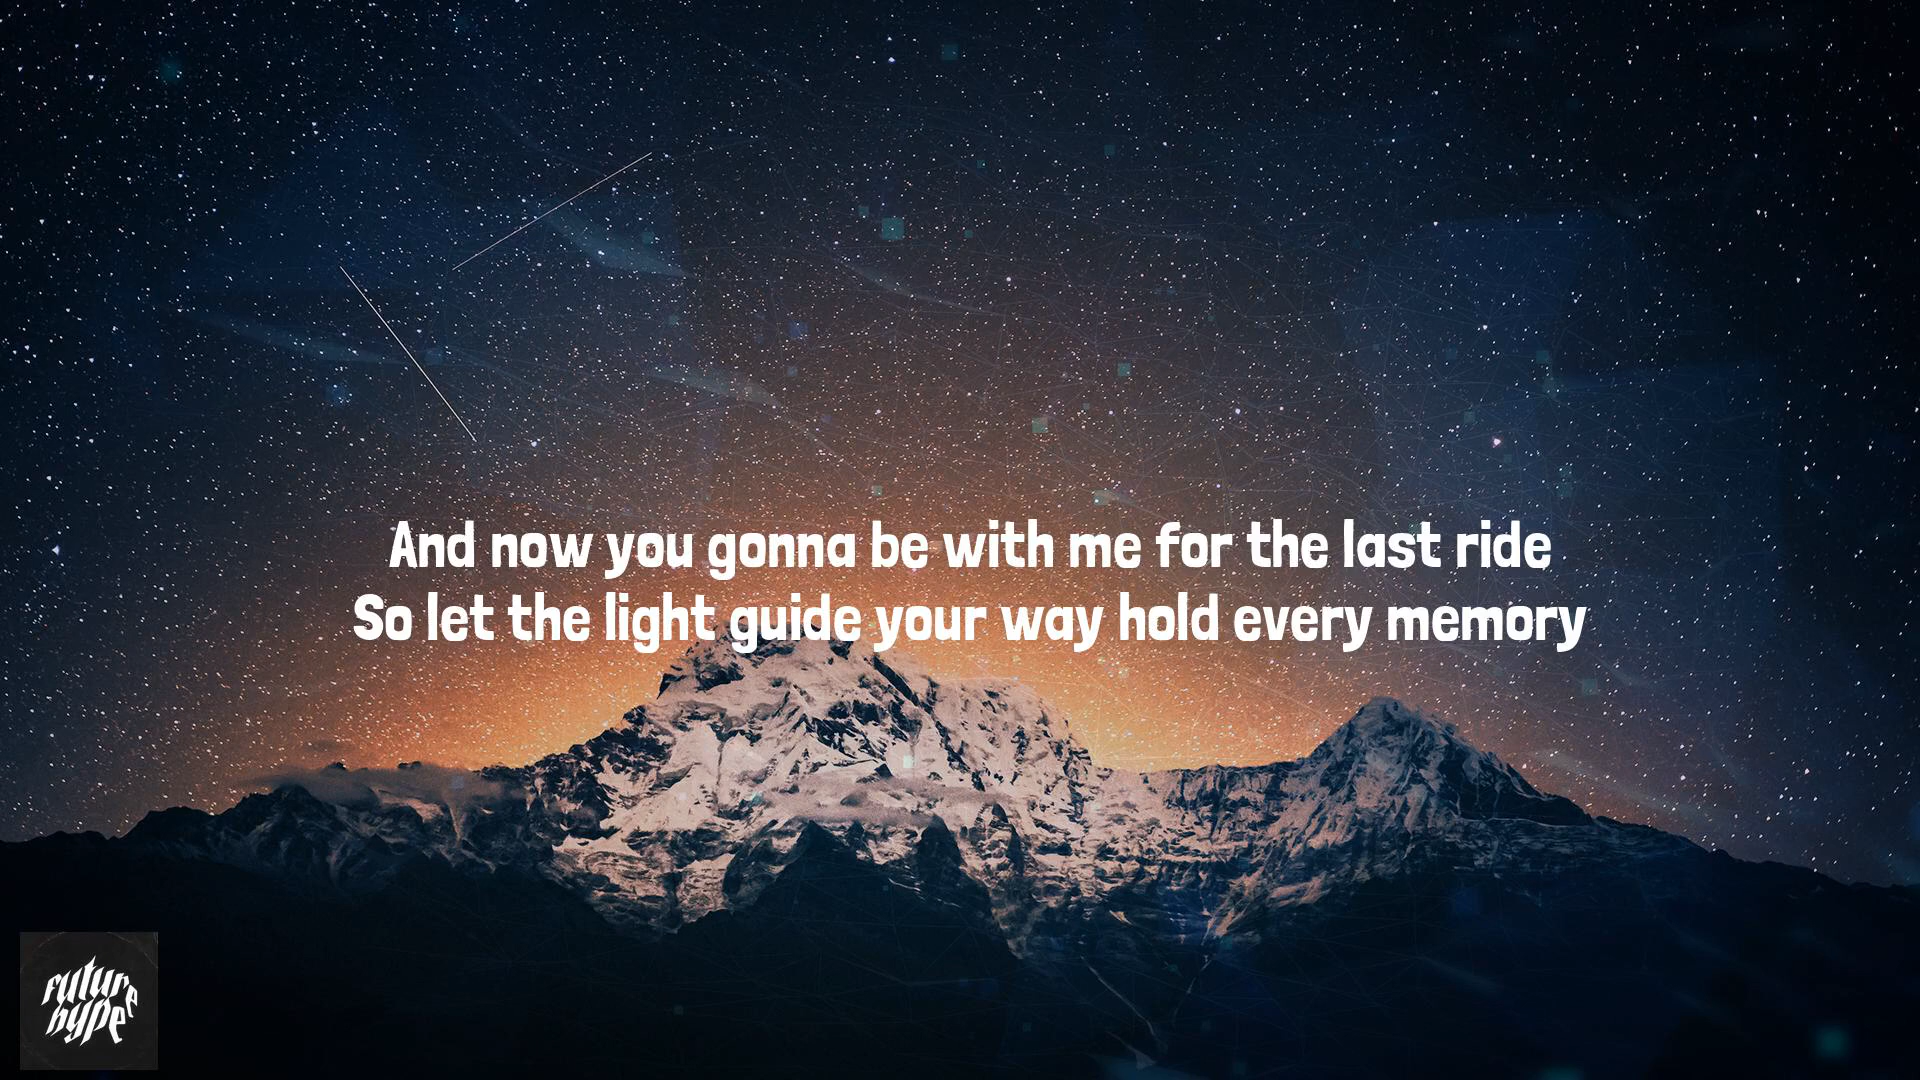 And now you gonna be with me for the last ride
So let the light guide your way hold every memory
future
hype